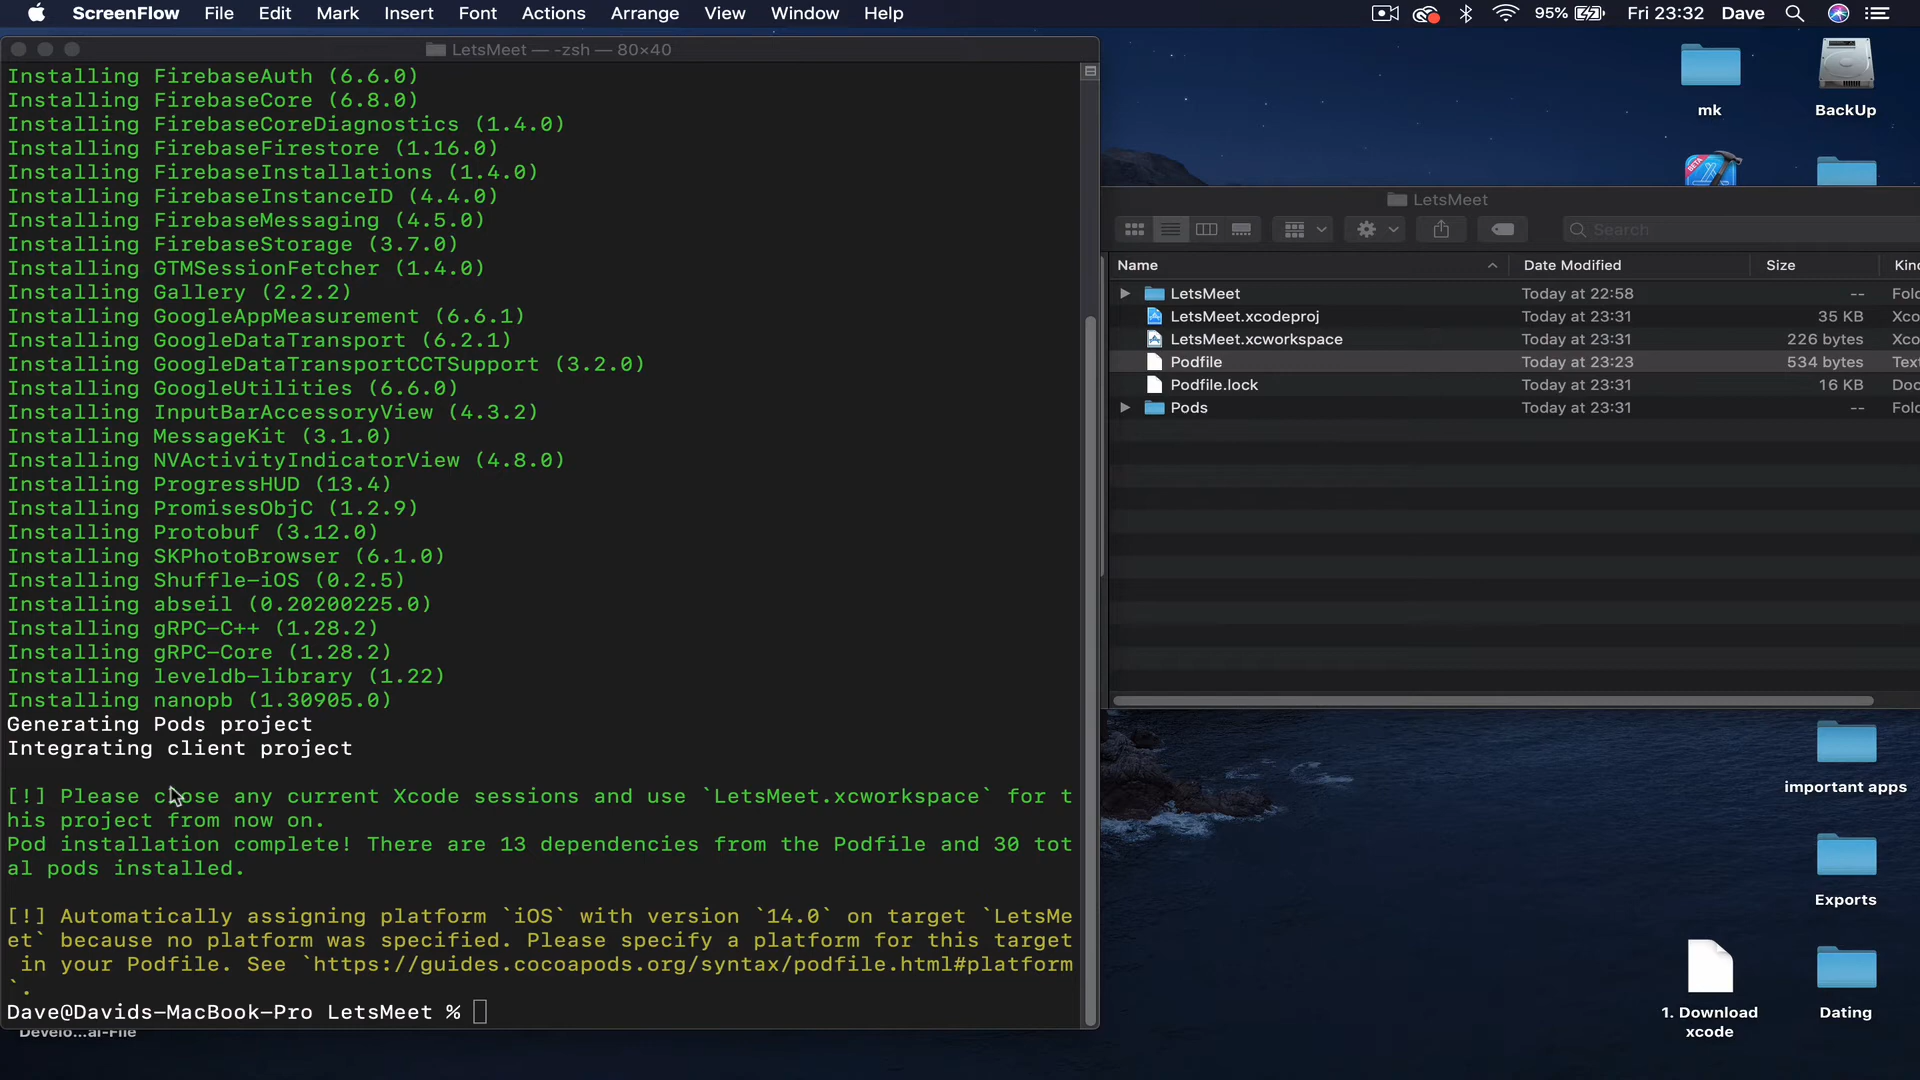 ScreenFlow File Edit Mark Insert Font Actions Arrange View Window Help 95% Fri 23:32 Dave
LetsMeet — -zsh — 80×40
Installing FirebaseAuth (6.6.0)
Installing FirebaseCore (6.8.0)
Installing FirebaseCoreDiagnostics (1.4.0)
Installing FirebaseFirestore (1.16.0)
Installing FirebaseInstallations (1.4.0)
Installing FirebaseInstanceID (4.4.0)
Installing FirebaseMessaging (4.5.0)
Installing FirebaseStorage (3.7.0)
Installing GTMSessionFetcher (1.4.0)
Installing Gallery (2.2.2)
Installing GoogleAppMeasurement (6.6.1)
Installing GoogleDataTransport (6.2.1)
Installing GoogleDataTransportCCTSupport (3.2.0)
Installing GoogleUtilities (6.6.0)
Installing InputBarAccessoryView (4.3.2)
Installing MessageKit (3.1.0)
Installing NVActivityIndicatorView (4.8.0)
Installing ProgressHUD (13.4)
Installing PromisesObjC (1.2.9)
Installing Protobuf (3.12.0)
Installing SKPhotoBrowser (6.1.0)
Installing Shuffle-iOS (0.2.5)
Installing abseil (0.20200225.0)
Installing gRPC-C++ (1.28.2)
Installing gRPC-Core (1.28.2)
Installing leveldb-library (1.22)
Installing nanopb (1.30905.0)
Generating Pods project
Integrating client project
[!] Please close any current Xcode sessions and use `LetsMeet.xcworkspace` for t
his project from now on.
Pod installation complete! There are 13 dependencies from the Podfile and 30 tot
al pods installed.
[!] Automatically assigning platform `iOS` with version `14.0` on target `LetsMe
et` because no platform was specified. Please specify a platform for this target
in your Podfile. See `https://guides.cocoapods.org/syntax/podfile.html#platform
`.
Dave@Davids-MacBook-Pro LetsMeet %
Develo...al-File
mk
BackUp
BETA
LetsMeet
Search
Name Date Modified Size Kind
LetsMeet Today at 22:58 -- Fol
LetsMeet.xcodeproj Today at 23:31 35 KB Xco
LetsMeet.xcworkspace Today at 23:31 226 bytes Xco
Podfile Today at 23:23 534 bytes Text
Podfile.lock Today at 23:31 16 KB Doc
Pods Today at 23:31 -- Fol
important apps
Exports
1. Download
xcode
Dating